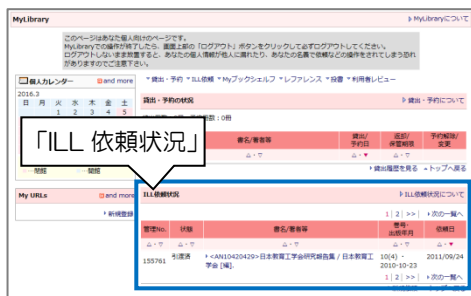 MyLibrary
MyLibraryについて
このページはあなた個人向けのページです。
MyLibraryでの操作が終了したら、画面上部の「ログアウト」ボタンをクリックして必ずログアウトしてください。
ログアウトしないまま放置すると、あなたの個人情報が他人に漏れたり、あなたの名義で依頼などの操作をされてしまう恐れ
がありますのでご注意下さい。
個人カレンダー and more
貸出・予約 ILL依頼 Myブックシェルフ レファレンス 投書 利用者レビュー
2016.3
日 月 火 水 木 金 土
1 2 3 4 5
貸出・予約の状況
貸出・予約について
数：0冊
書名/著者等 貸出/予約日 返却/保管期限 予約解除/変更
△・▽ △・▼ △・▽
貸出履歴を見る トップへ戻る
「ILL 依頼状況」
開館 閉館
My URLs and more
新規登録
ILL依頼状況
ILL依頼状況について
1 | 2 | >> | 次の一覧へ
管理No. 状態 書名/著者等 巻号・出版年月 依頼日
△・▽ △・▽ △・▽ △・▽ △・▼
155761 引渡済 <AN10420429>日本教育工学会研究報告集 / 日本教育工学会 [編]. 10(4) - 2010-10-23 2011/09/24
1 | 2 | >> | 次の一覧へ